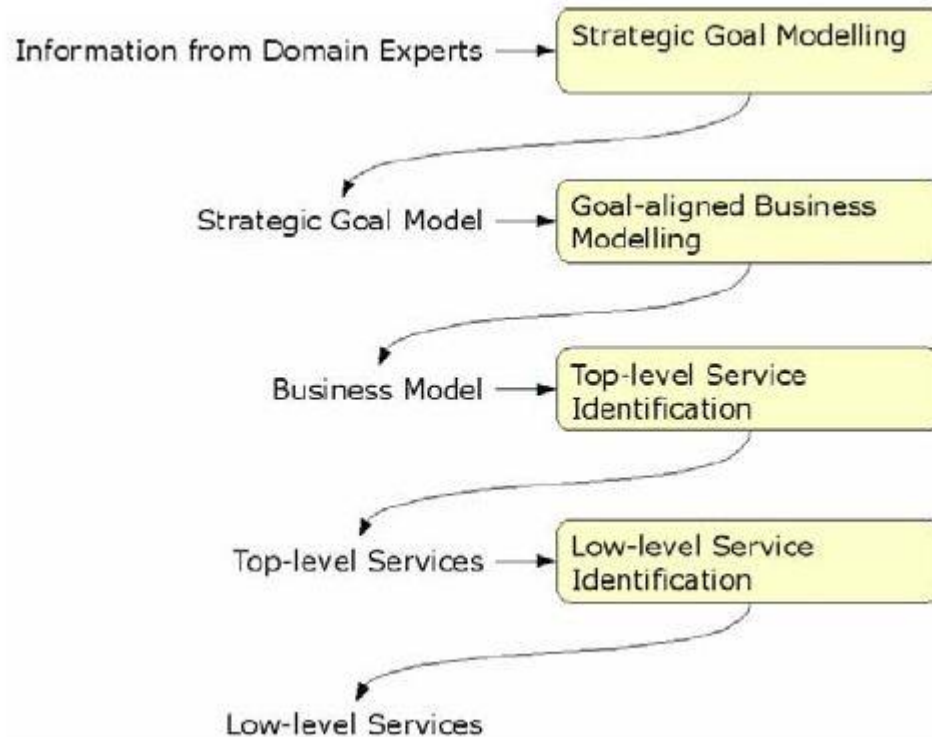 Information from Domain Experts
Strategic Goal Modelling
Strategic Goal Model
Goal-aligned Business
Modelling
Business Model
Top-level Service
Identification
Top-level Services
Low-level Service
Identification
Low-level Services